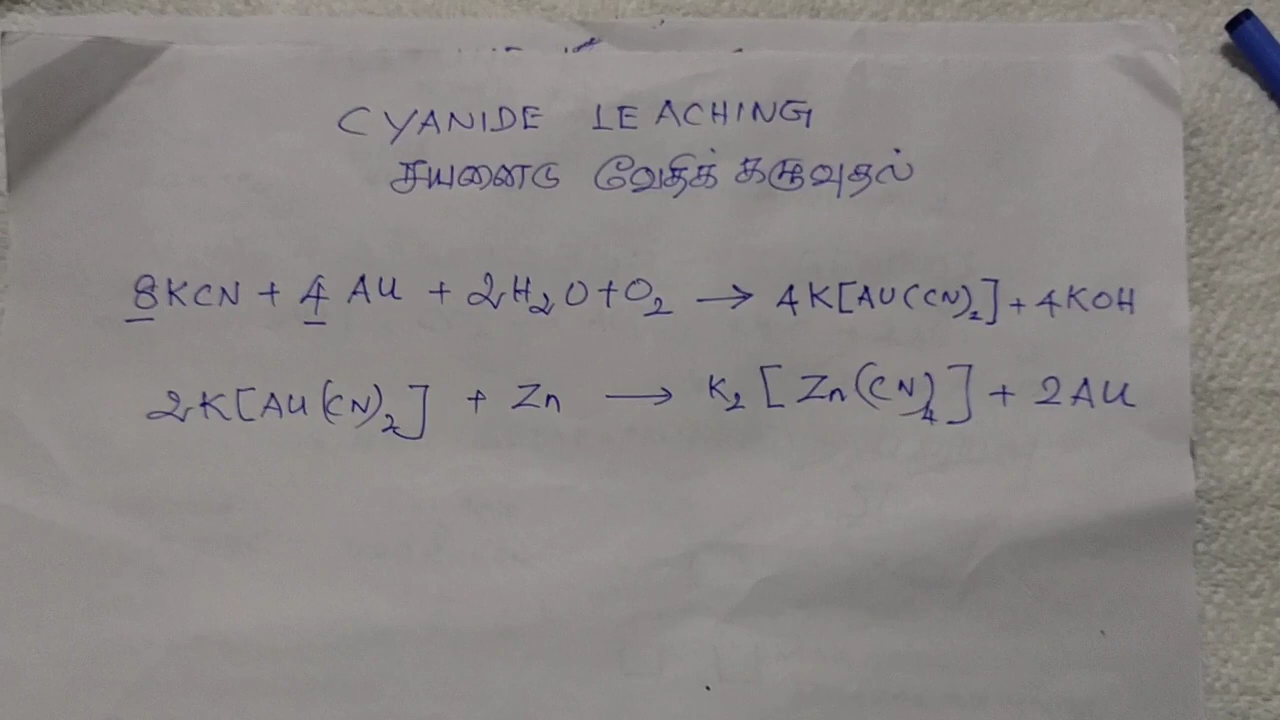 CYANIDE LEACHING
சயனைடு வேதிக் கழுவுதல்
8KCN + 4 AU + 2H₂O + O₂ → 4K[AU(CN)₂] + 4KOH
2K[AU(CN)₂] + Zn → K₂[Zn(CN)₄] + 2AU